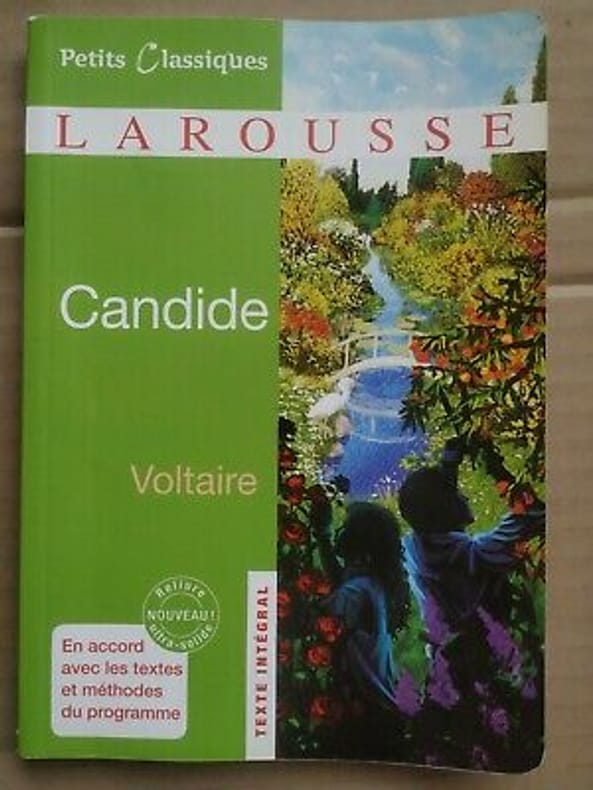 Petits Classiques
LAROUSSE
Candide
Voltaire
Reliure
NOUVEAU!
ultra-solide
En accord
avec les textes
et méthodes
du programme
TEXTE INTÉGRAL